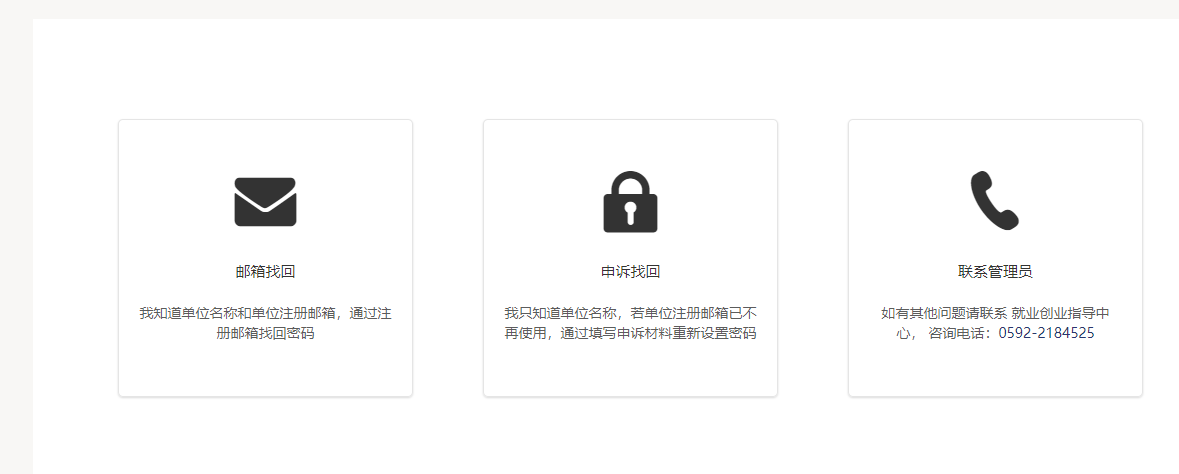 邮箱找回
我知道单位名称和单位注册邮箱，通过注
册邮箱找回密码
申诉找回
我只知道单位名称，若单位注册邮箱已不
再使用，通过填写申诉材料重新设置密码
联系管理员
如有其他问题请联系 就业创业指导中
心， 咨询电话：0592-2184525